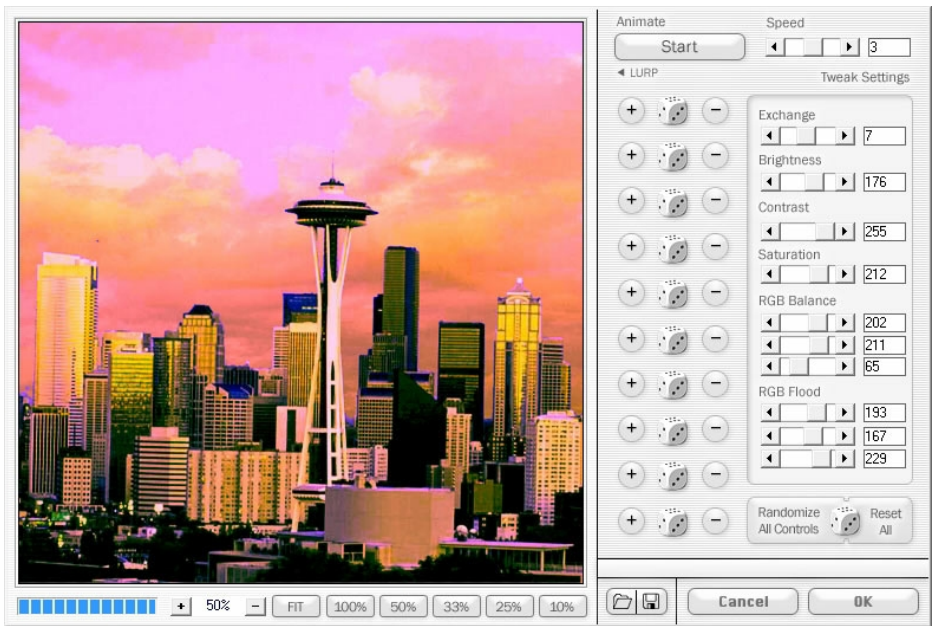 Animate
Speed
Start
3
◄ LURP
Tweak Settings
Exchange
7
Brightness
176
Contrast
255
Saturation
212
RGB Balance
202
211
65
RGB Flood
193
167
229
Randomize All Controls
Reset All
+ 50% − FIT 100% 50% 33% 25% 10%
Cancel
OK